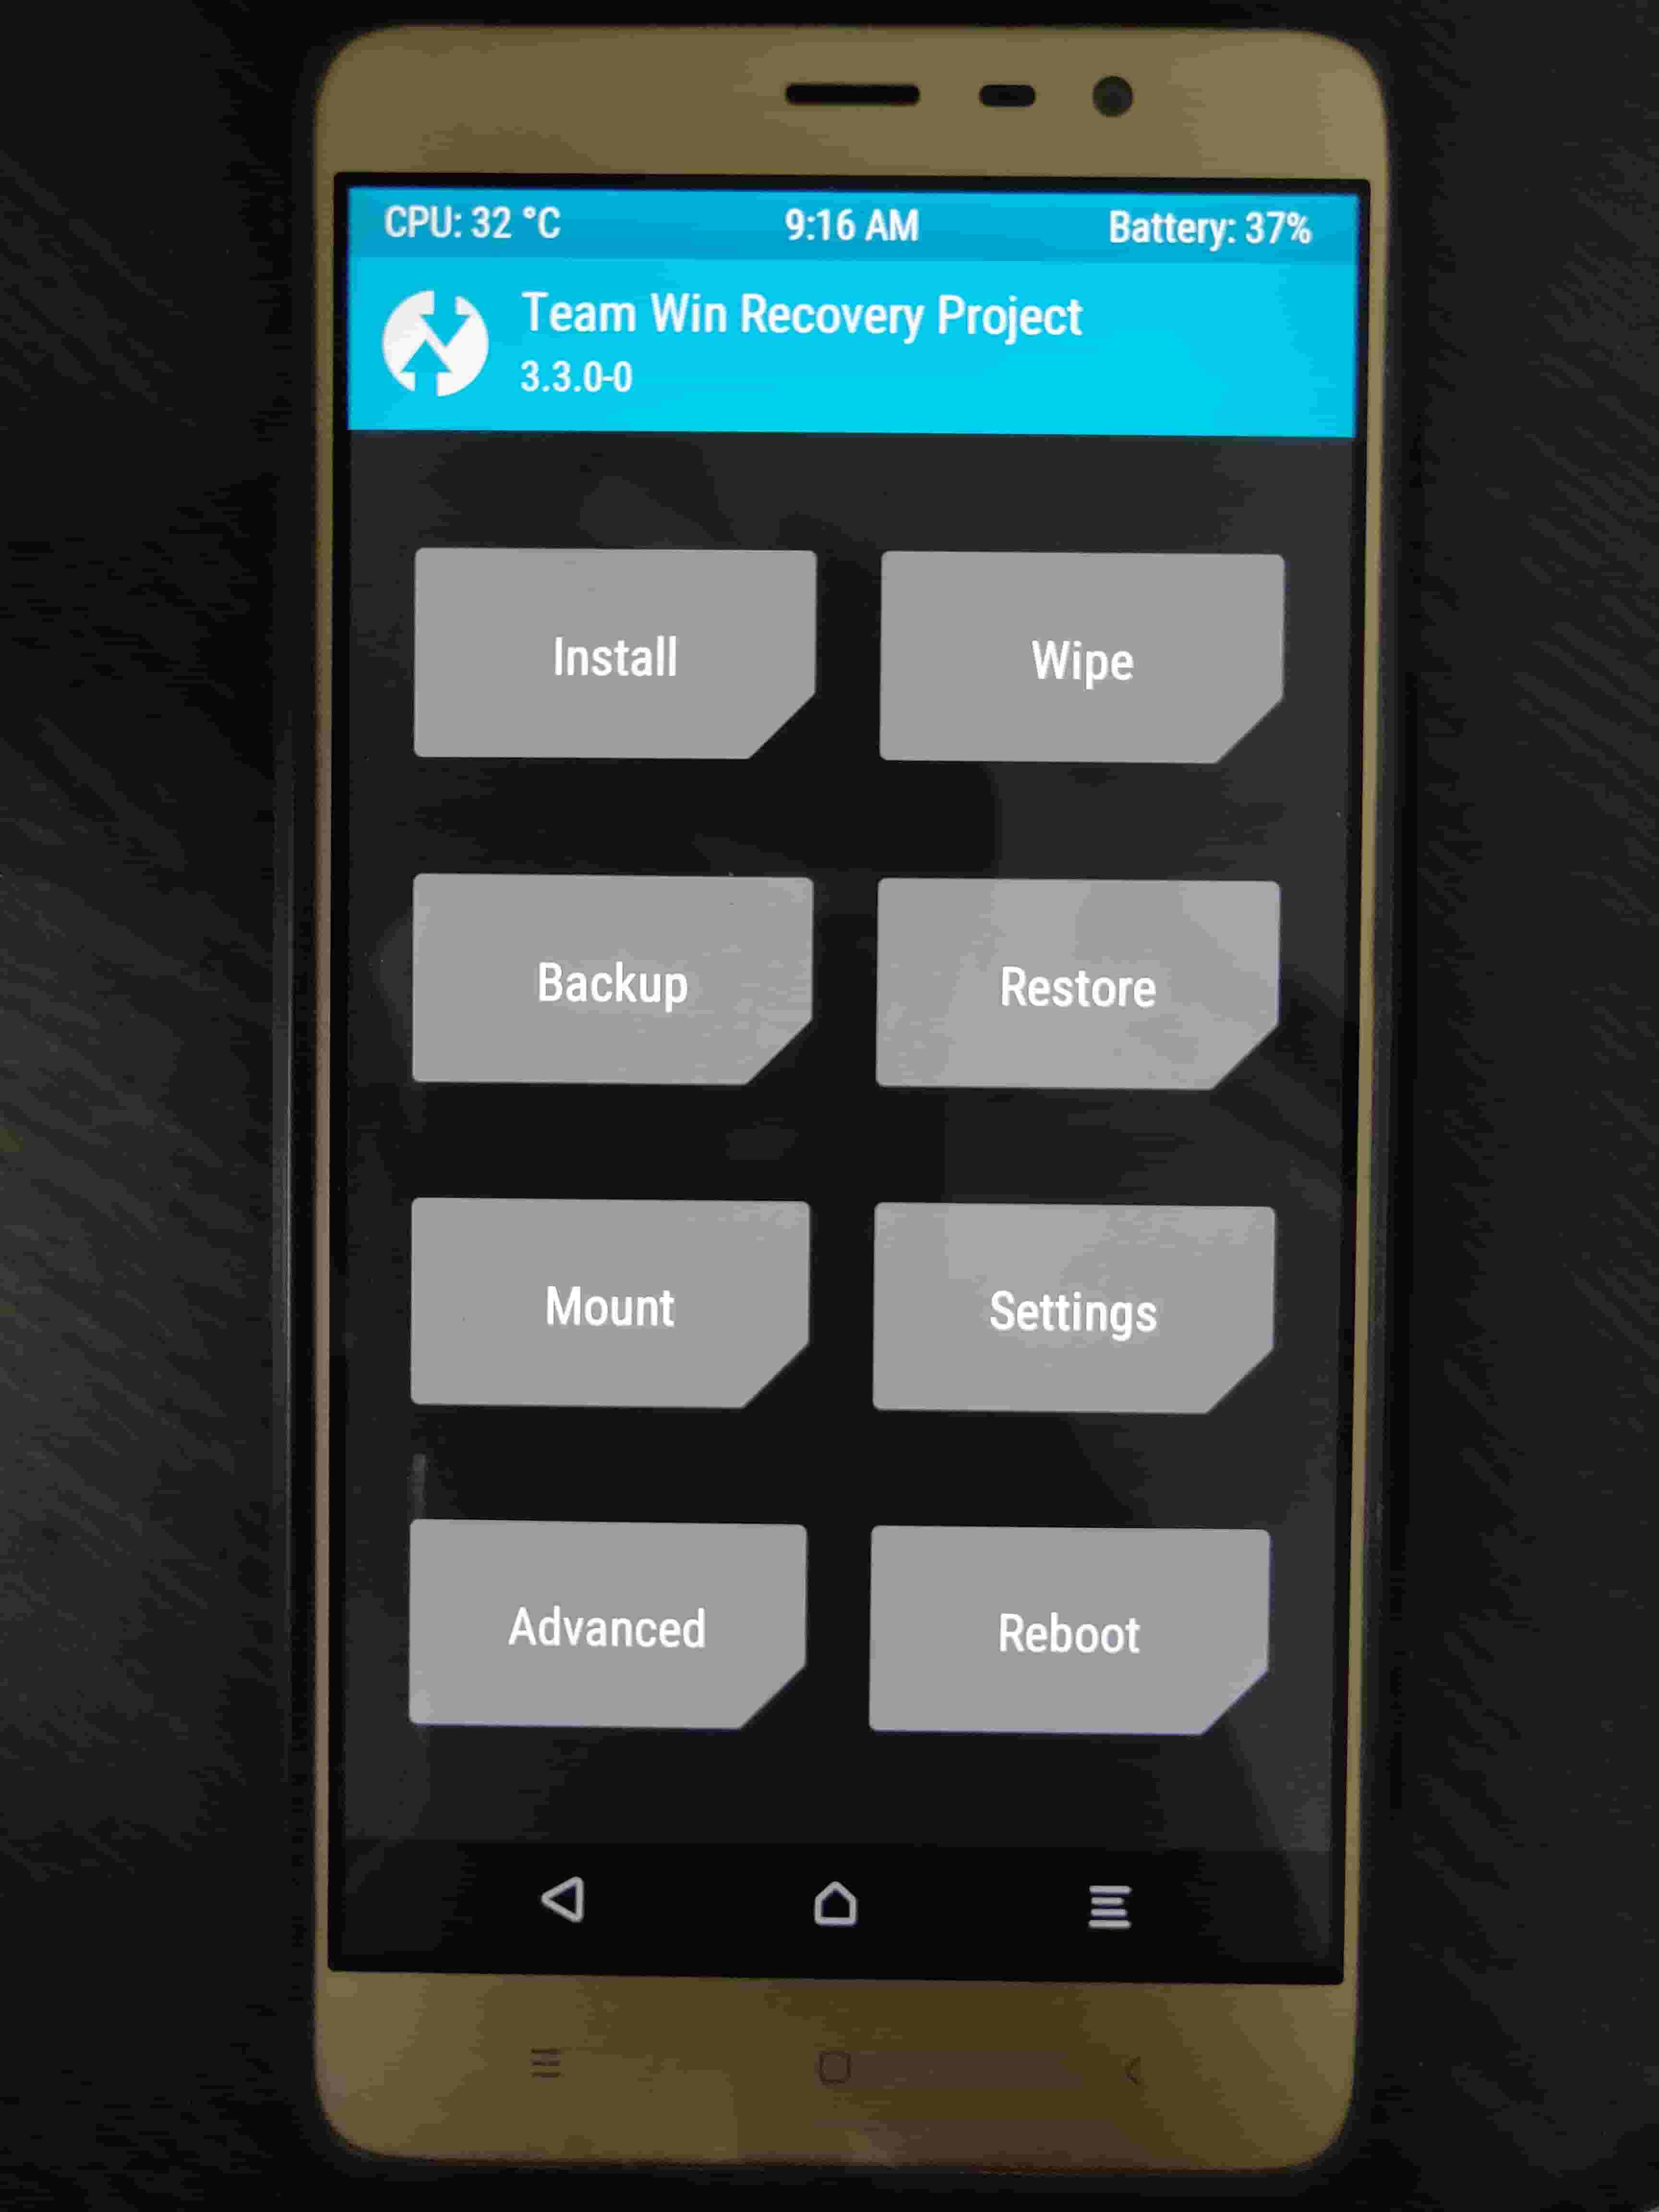 CPU: 32 °C 9:16 AM Battery: 37%
Team Win Recovery Project
3.3.0-0
Install Wipe
Backup Restore
Mount Settings
Advanced Reboot